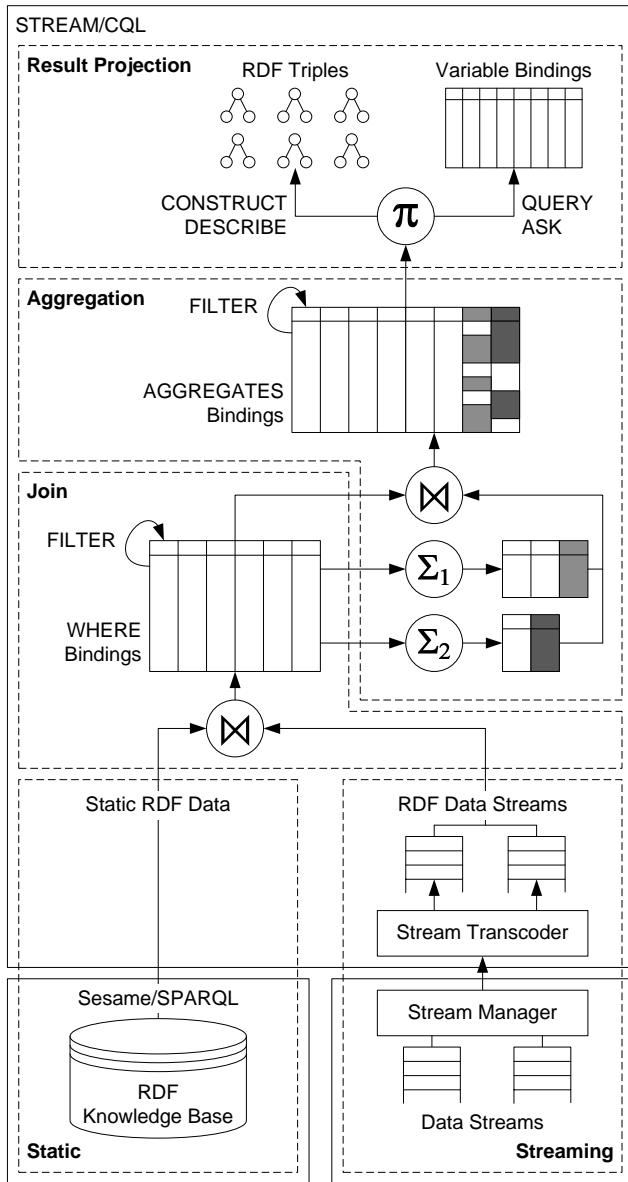 STREAM/CQL
Result Projection
RDF Triples
Variable Bindings
CONSTRUCT
DESCRIBE
π
QUERY
ASK
Aggregation
FILTER
AGGREGATES
Bindings
⋈
Join
FILTER
WHERE
Bindings
Σ1
Σ2
⋈
Static RDF Data
RDF Data Streams
Stream Transcoder
Sesame/SPARQL
Stream Manager
RDF
Knowledge Base
Data Streams
Static
Streaming